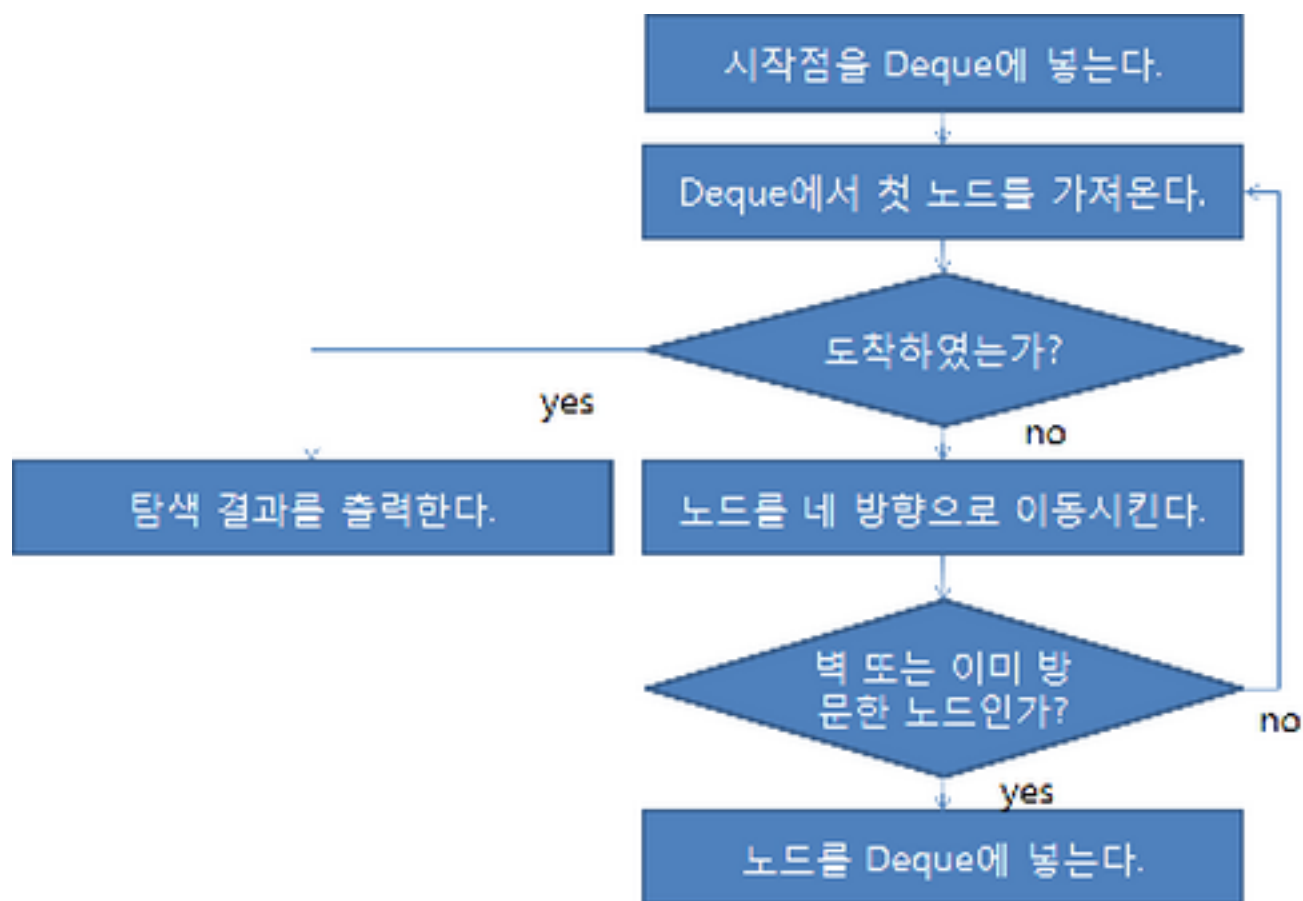 시작점을 Deque에 넣는다.
Deque에서 첫 노드를 가져온다.
도착하였는가?
yes
no
탐색 결과를 출력한다.
노드를 네 방향으로 이동시킨다.
벽 또는 이미 방
문한 노드인가?
no
yes
노드를 Deque에 넣는다.